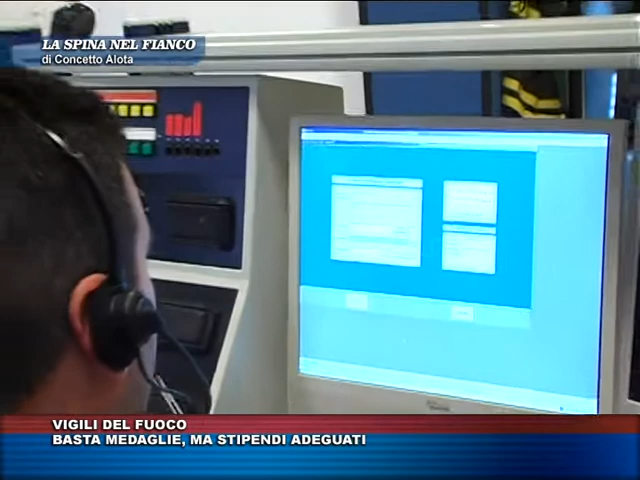 LA SPINA NEL FIANCO
di Concetto Alota
VIGILI DEL FUOCO
BASTA MEDAGLIE, MA STIPENDI ADEGUATI